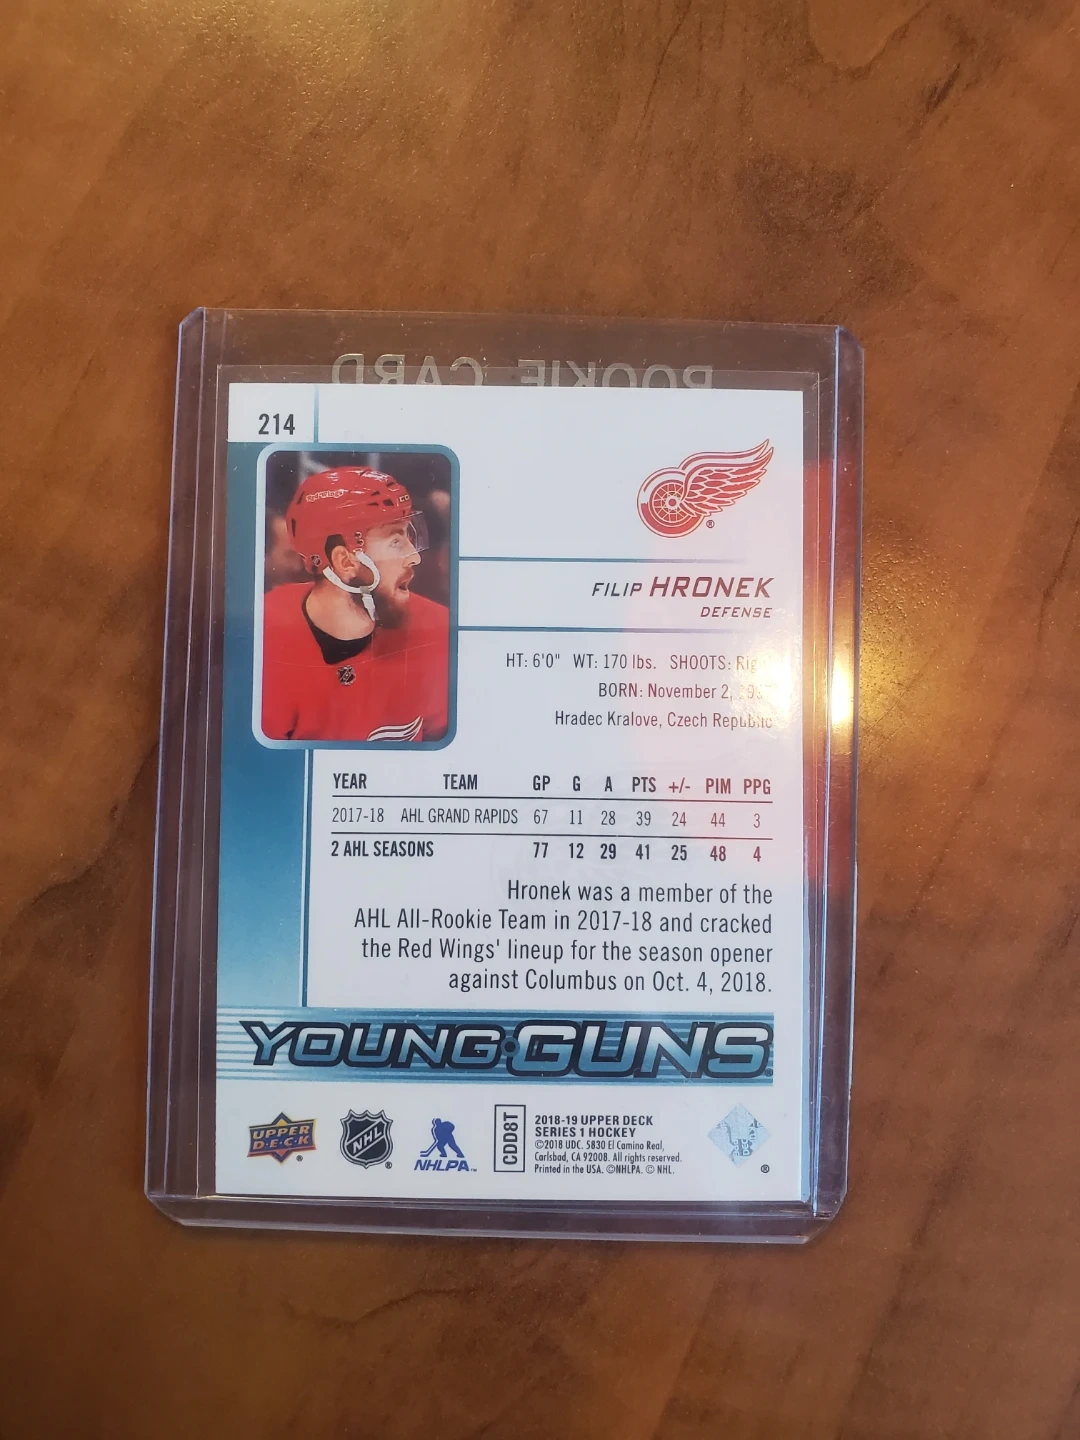 ROOKIE CARD
214
FILIP HRONEK
DEFENSE
HT: 6'0" WT: 170 lbs. SHOOTS:
BORN: November 2,
Hradec Kralove, Czech Republic
YEAR TEAM GP G A PTS +/- PIM PPG
2017-18 AHL GRAND RAPIDS 67 11 28 39 24 44 3
2 AHL SEASONS 77 12 29 41 25 48 4
Hronek was a member of the
AHL All-Rookie Team in 2017-18 and cracked
the Red Wings' lineup for the season opener
against Columbus on Oct. 4, 2018.
YOUNG GUNS
UPPER
DECK
®
NHL
®
NHLPA™
CDD8T
2018-19 UPPER DECK
SERIES 1 HOCKEY
©2018 UDC. 5830 El Camino Real,
Carlsbad, CA 92008. All rights reserved.
Printed in the USA. ©NHLPA. © NHL.
®